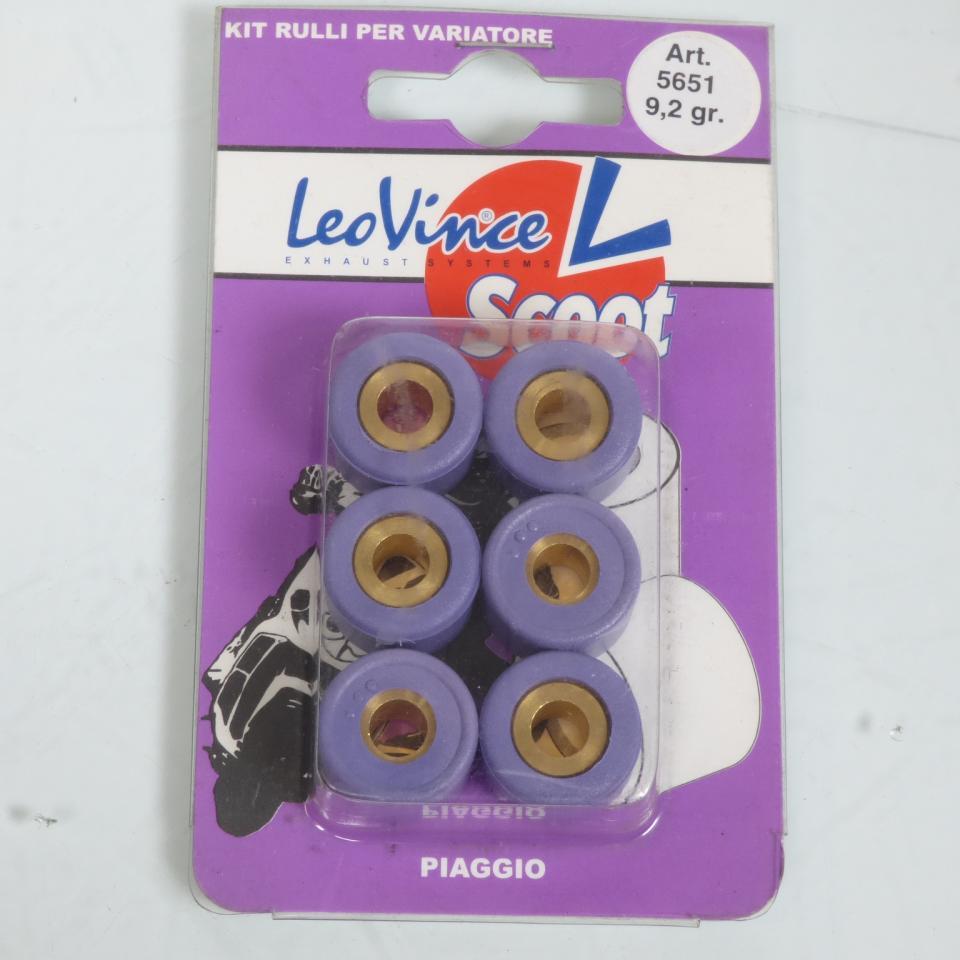 KIT RULLI PER VARIATORE
Art.
5651
9,2 gr.
LeoVince®
EXHAUST SYSTEMS
Scoot
PIAGGIO
PIAGGIO